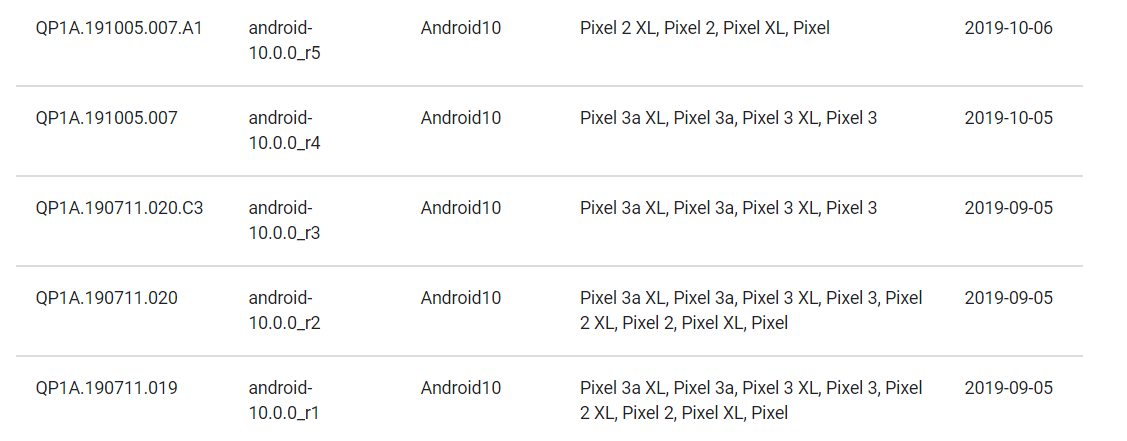 QP1A.191005.007.A1 android- Android10 Pixel 2 XL, Pixel 2, Pixel XL, Pixel 2019-10-06
10.0.0_r5
QP1A.191005.007 android- Android10 Pixel 3a XL, Pixel 3a, Pixel 3 XL, Pixel 3 2019-10-05
10.0.0_r4
QP1A.190711.020.C3 android- Android10 Pixel 3a XL, Pixel 3a, Pixel 3 XL, Pixel 3 2019-09-05
10.0.0_r3
QP1A.190711.020 android- Android10 Pixel 3a XL, Pixel 3a, Pixel 3 XL, Pixel 3, Pixel 2019-09-05
10.0.0_r2 2 XL, Pixel 2, Pixel XL, Pixel
QP1A.190711.019 android- Android10 Pixel 3a XL, Pixel 3a, Pixel 3 XL, Pixel 3, Pixel 2019-09-05
10.0.0_r1 2 XL, Pixel 2, Pixel XL, Pixel